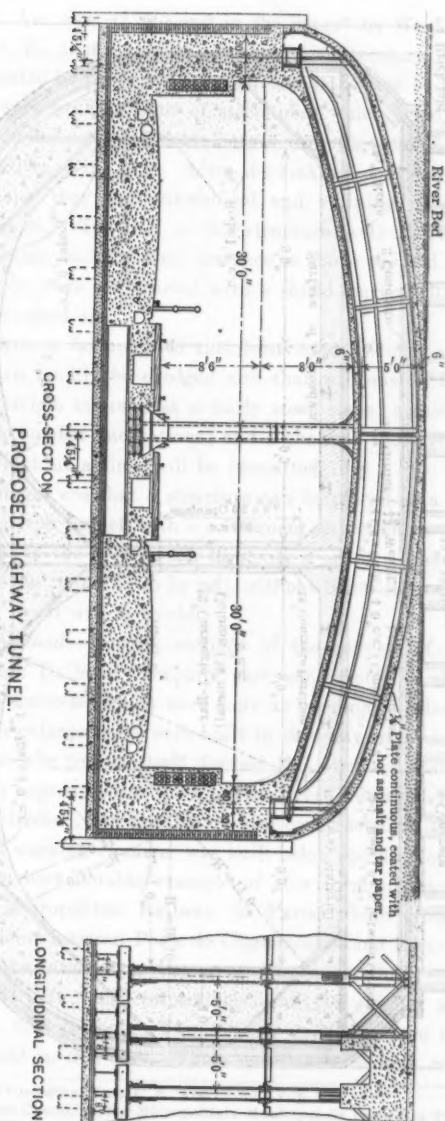 River Bed
6"
5'0"
⅜ Plate continuous, coated with
hot asphalt and tar paper.
8'0"
8'6"
30'0"
30'0"
5'0"
5'0"
CROSS-SECTION
LONGITUDINAL SECTION
PROPOSED HIGHWAY TUNNEL.